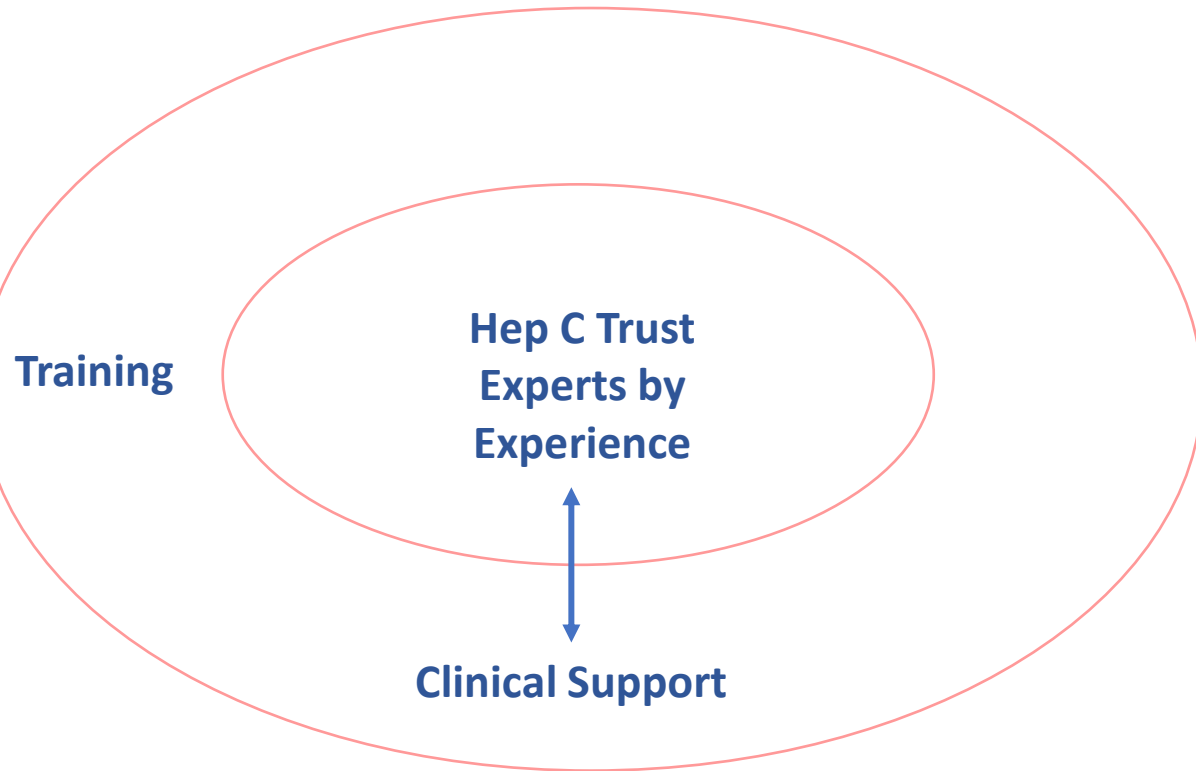 Hep C Trust
Experts by
Experience
Training
Clinical Support